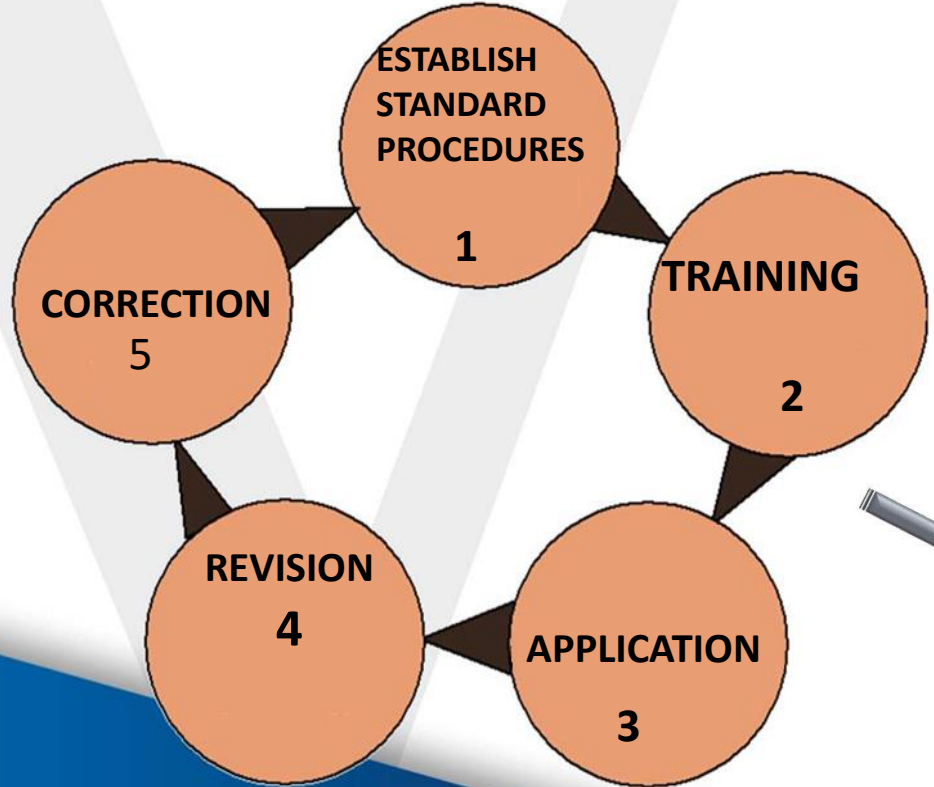 ESTABLISH
STANDARD
PROCEDURES
1
TRAINING
2
APPLICATION
3
REVISION
4
CORRECTION
5